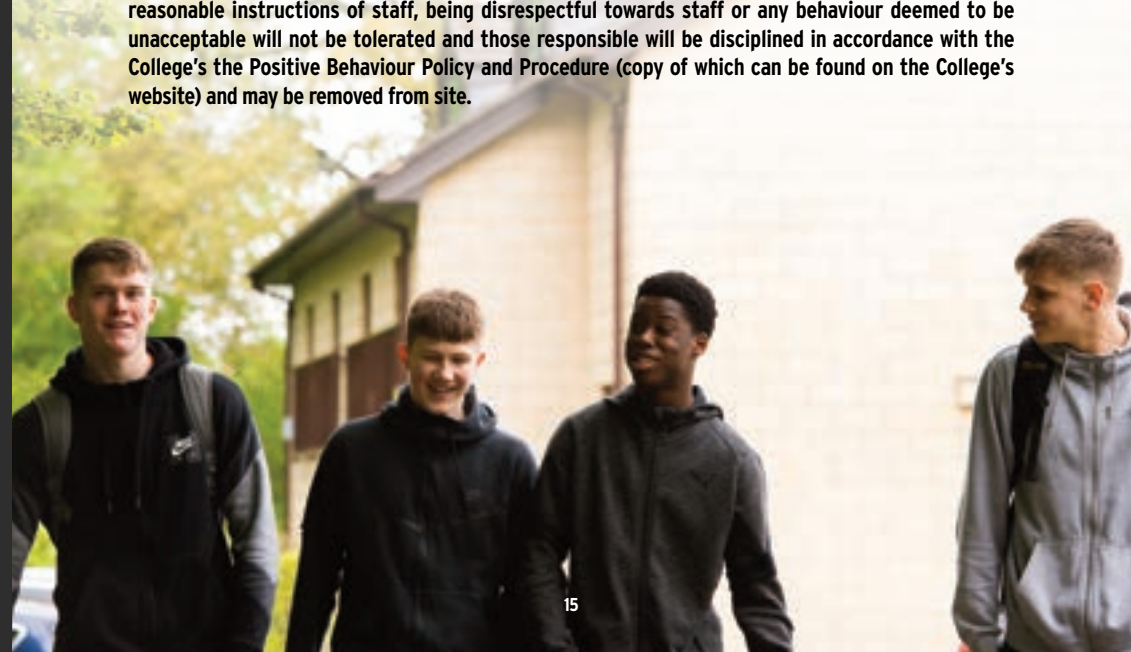 reasonable instructions of staff, being disrespectful towards staff or any behaviour deemed to be
unacceptable will not be tolerated and those responsible will be disciplined in accordance with the
College's the Positive Behaviour Policy and Procedure (copy of which can be found on the College's
website) and may be removed from site.
15